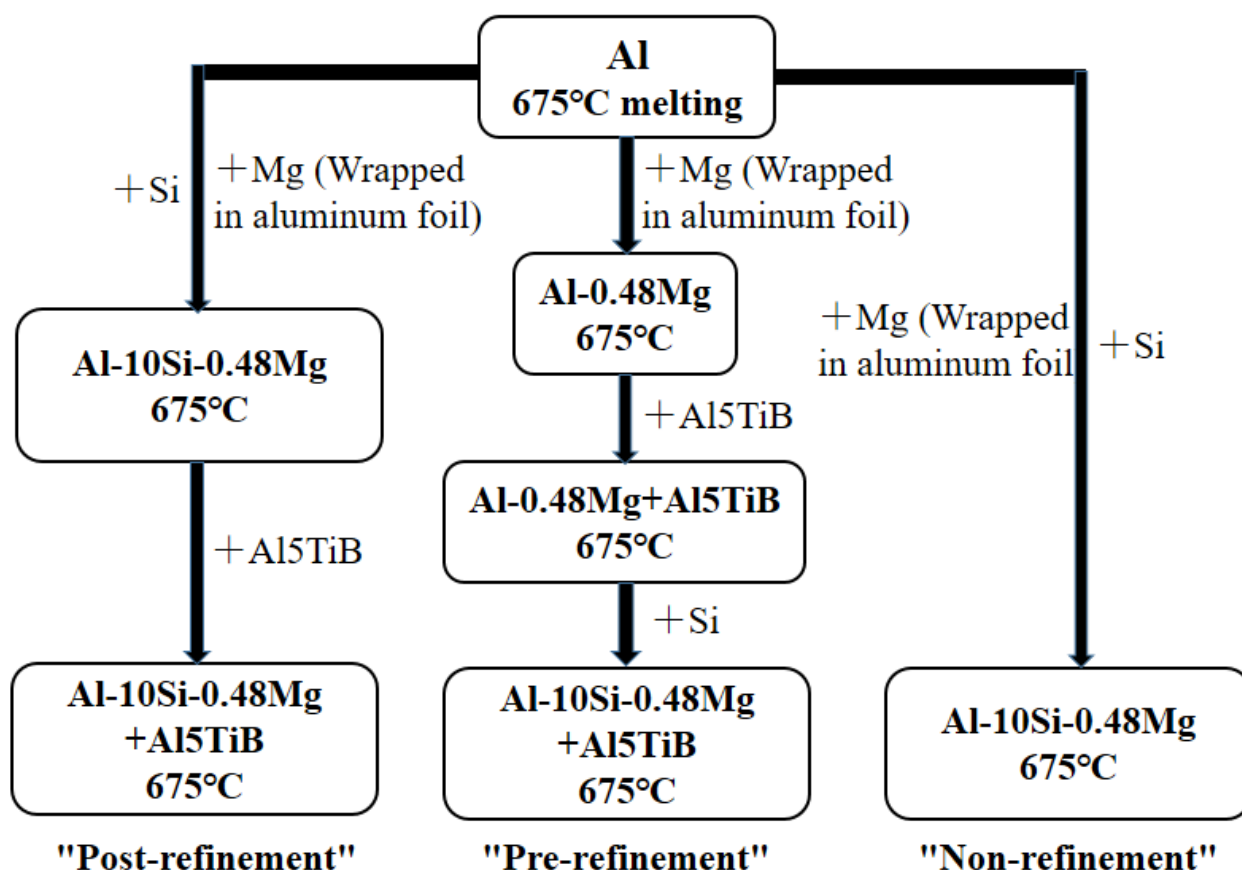 Al
675°C melting
+Si
+Mg (Wrapped
in aluminum foil)
Al-10Si-0.48Mg
675°C
+Al5TiB
Al-10Si-0.48Mg
+Al5TiB
675°C
"Post-refinement"
+Mg (Wrapped
in aluminum foil)
Al-0.48Mg
675°C
+Al5TiB
Al-0.48Mg+Al5TiB
675°C
+Si
Al-10Si-0.48Mg
+Al5TiB
675°C
"Pre-refinement"
+Mg (Wrapped
in aluminum foil
+Si
Al-10Si-0.48Mg
675°C
"Non-refinement"